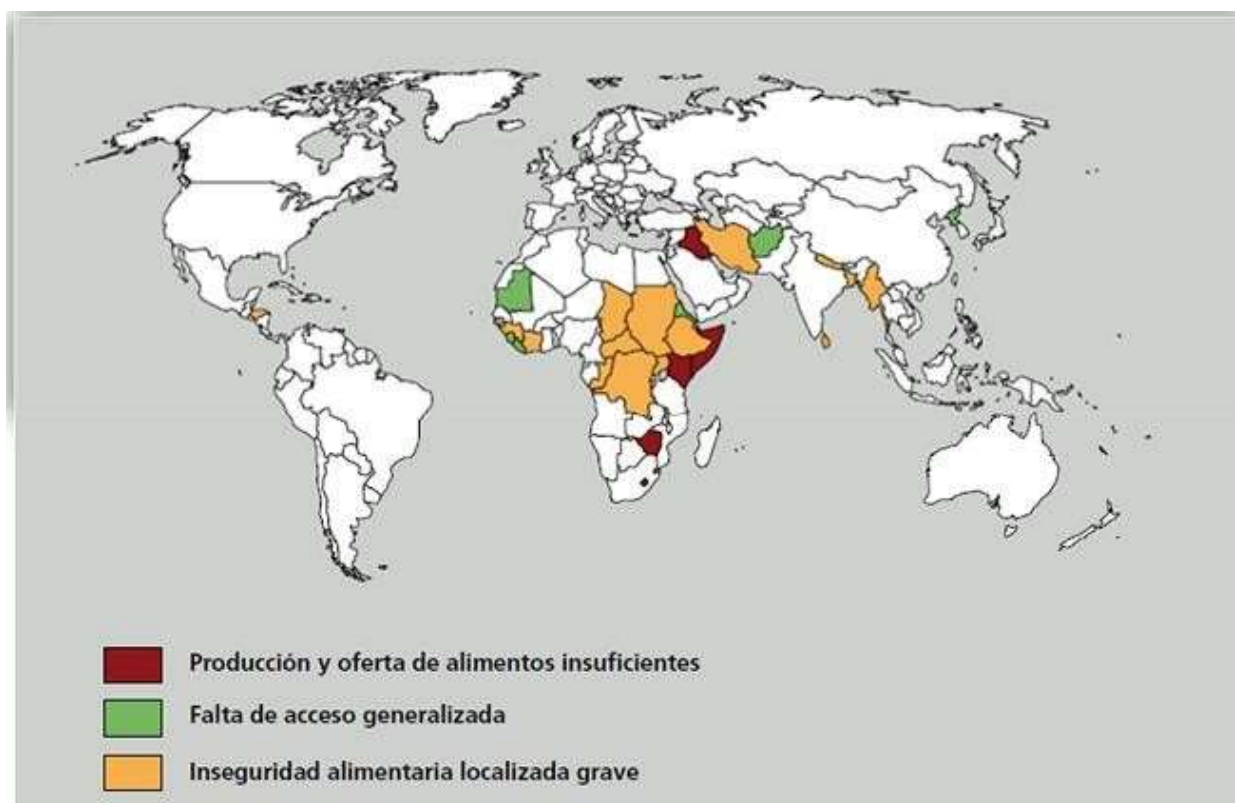 Producción y oferta de alimentos insuficientes
Falta de acceso generalizada
Inseguridad alimentaria localizada grave